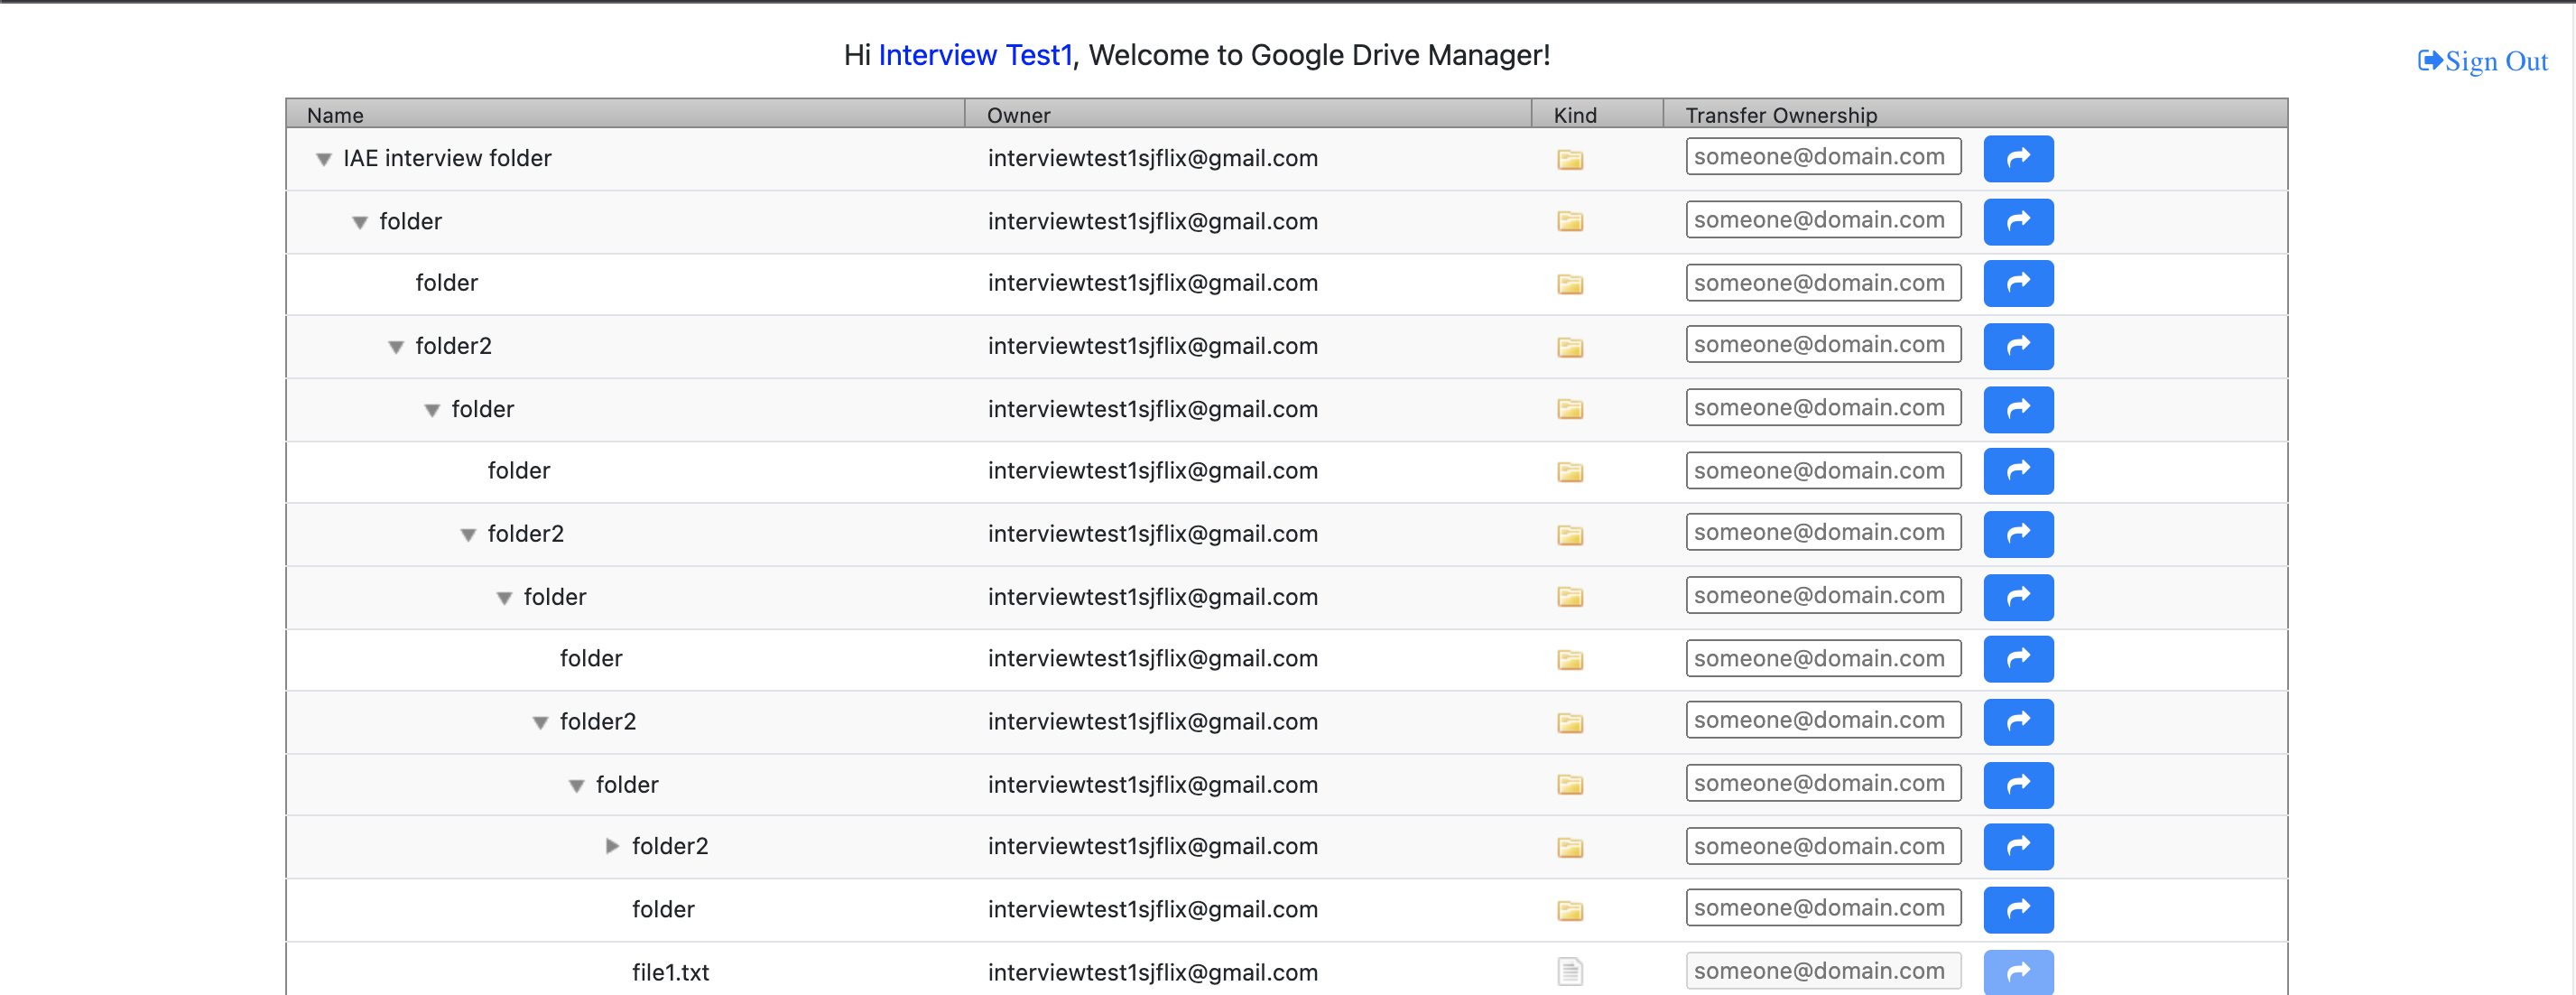 Hi Interview Test1, Welcome to Google Drive Manager!
Sign Out
Name Owner Kind Transfer Ownership
IAE interview folder interviewtest1sjflix@gmail.com someone@domain.com
folder interviewtest1sjflix@gmail.com someone@domain.com
folder interviewtest1sjflix@gmail.com someone@domain.com
folder2 interviewtest1sjflix@gmail.com someone@domain.com
folder interviewtest1sjflix@gmail.com someone@domain.com
folder interviewtest1sjflix@gmail.com someone@domain.com
folder2 interviewtest1sjflix@gmail.com someone@domain.com
folder interviewtest1sjflix@gmail.com someone@domain.com
folder interviewtest1sjflix@gmail.com someone@domain.com
folder2 interviewtest1sjflix@gmail.com someone@domain.com
folder interviewtest1sjflix@gmail.com someone@domain.com
folder2 interviewtest1sjflix@gmail.com someone@domain.com
folder interviewtest1sjflix@gmail.com someone@domain.com
file1.txt interviewtest1sjflix@gmail.com someone@domain.com